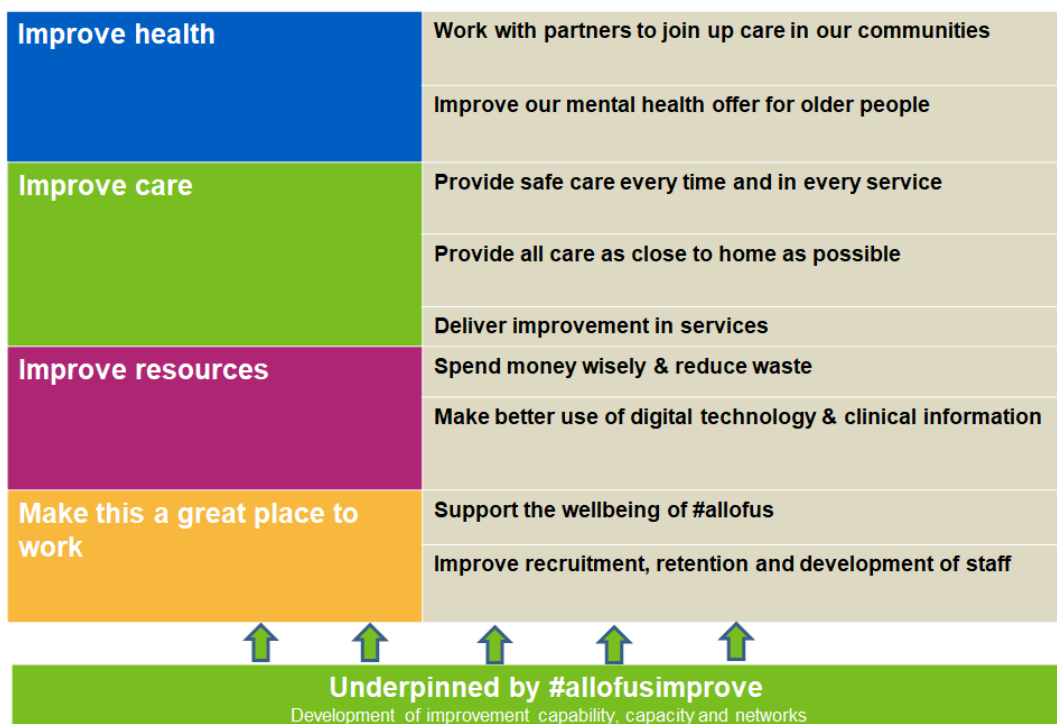 Improve health
Work with partners to join up care in our communities
Improve our mental health offer for older people
Improve care
Provide safe care every time and in every service
Provide all care as close to home as possible
Deliver improvement in services
Improve resources
Spend money wisely & reduce waste
Make better use of digital technology & clinical information
Make this a great place to
work
Support the wellbeing of #allofus
Improve recruitment, retention and development of staff
Underpinned by #allofusimprove
Development of improvement capability, capacity and networks